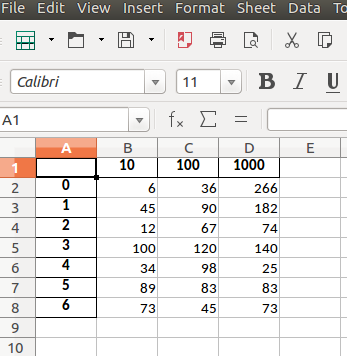 File Edit View Insert Format Sheet Data To
Calibri 11 B I U
A1 fx Σ =
A B C D E
1 10 100 1000
2 0 6 36 266
3 1 45 90 182
4 2 12 67 74
5 3 100 120 140
6 4 34 98 25
7 5 89 83 83
8 6 73 45 73
9
10